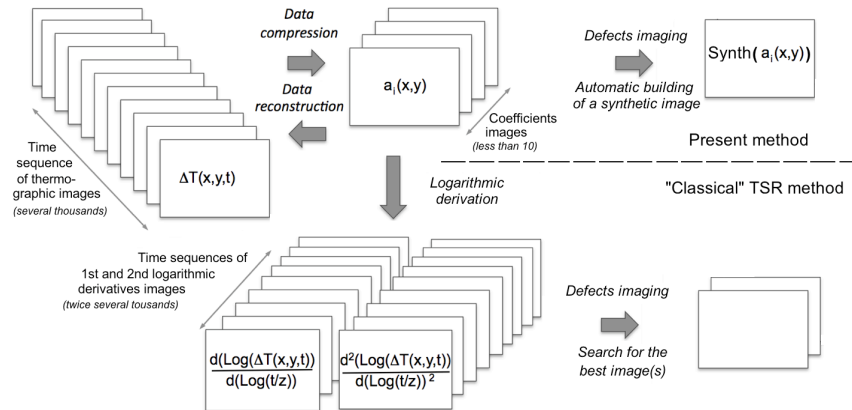 Data
compression
Data
reconstruction
Time
sequence
of thermo-
graphic images
(several thousands)
ΔT(x,y,t)
aᵢ(x,y)
Coefficients
images
(less than 10)
Defects imaging
Automatic building
of a synthetic image
Synth( aᵢ(x,y))
Present method
"Classical" TSR method
Logarithmic
derivation
Time sequences of
1st and 2nd logarithmic
derivatives images
(twice several tousands)
d(Log(ΔT(x,y,t))
d(Log(t/z))
d²(Log(ΔT(x,y,t))
d(Log(t/z))²
Defects imaging
Search for the
best image(s)